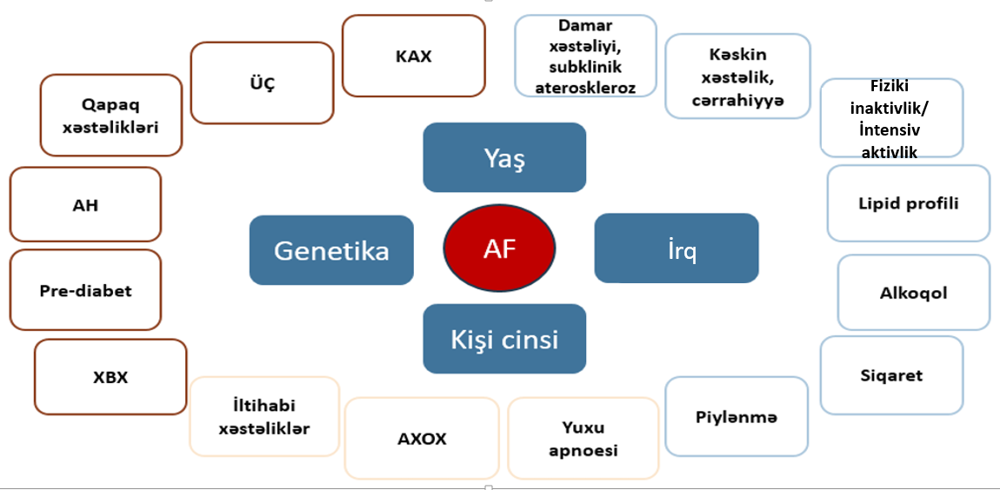 KAX
Damar
xəstəliyi,
subklinik
ateroskleroz
Kəskin
xəstəlik,
cərrahiyyə
ÜÇ
Qapaq
xəstəlikləri
Fiziki
inaktivlik/
İntensiv
aktivlik
Yaş
AH
Lipid profili
Genetika
AF
İrq
Pre-diabet
Alkoqol
Kişi cinsi
XBX
Siqaret
İltihabi
xəstəliklər
AXOX
Yuxu
apnoesi
Piylənmə